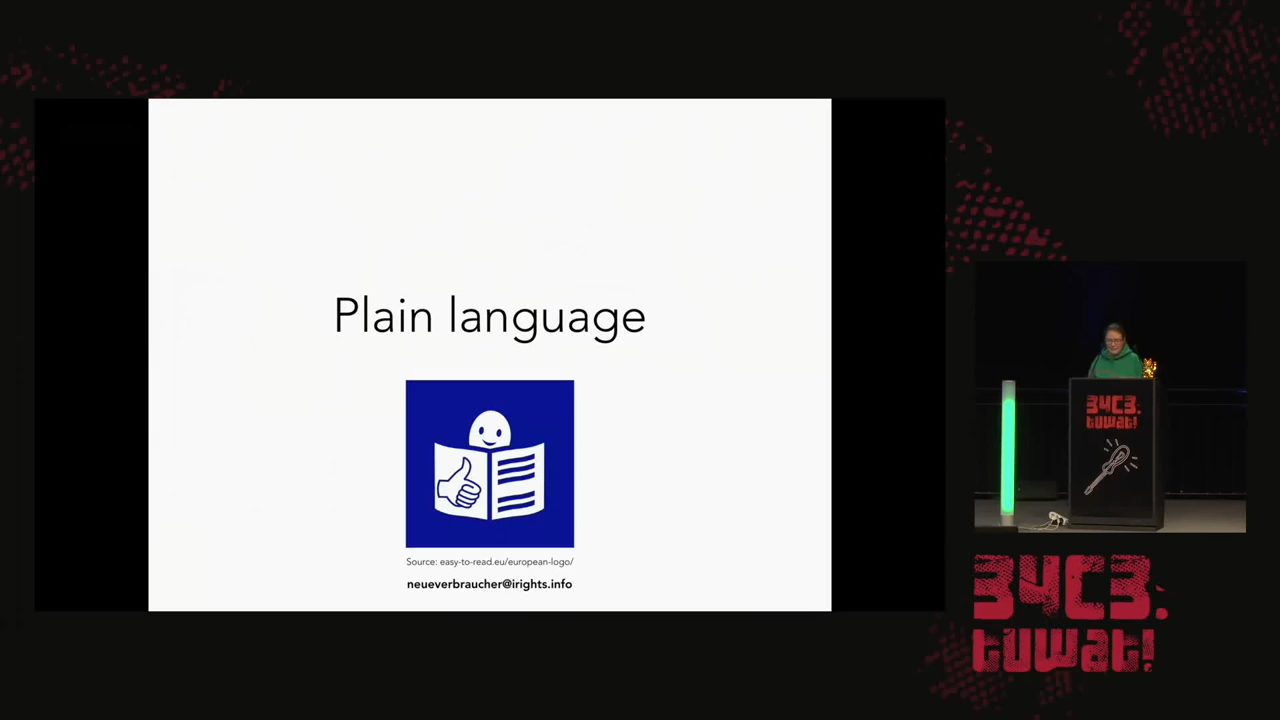 Plain language
Source: easy-to-read.eu/european-logo/
neueverbraucher@irights.info
34C3.
tuwat!
34C3.
tuwat!